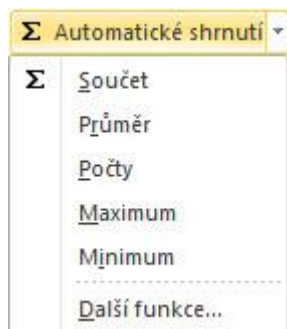 Σ Automatické shrnutí
Σ Součet
Průměr
Počty
Maximum
Minimum
Další funkce...